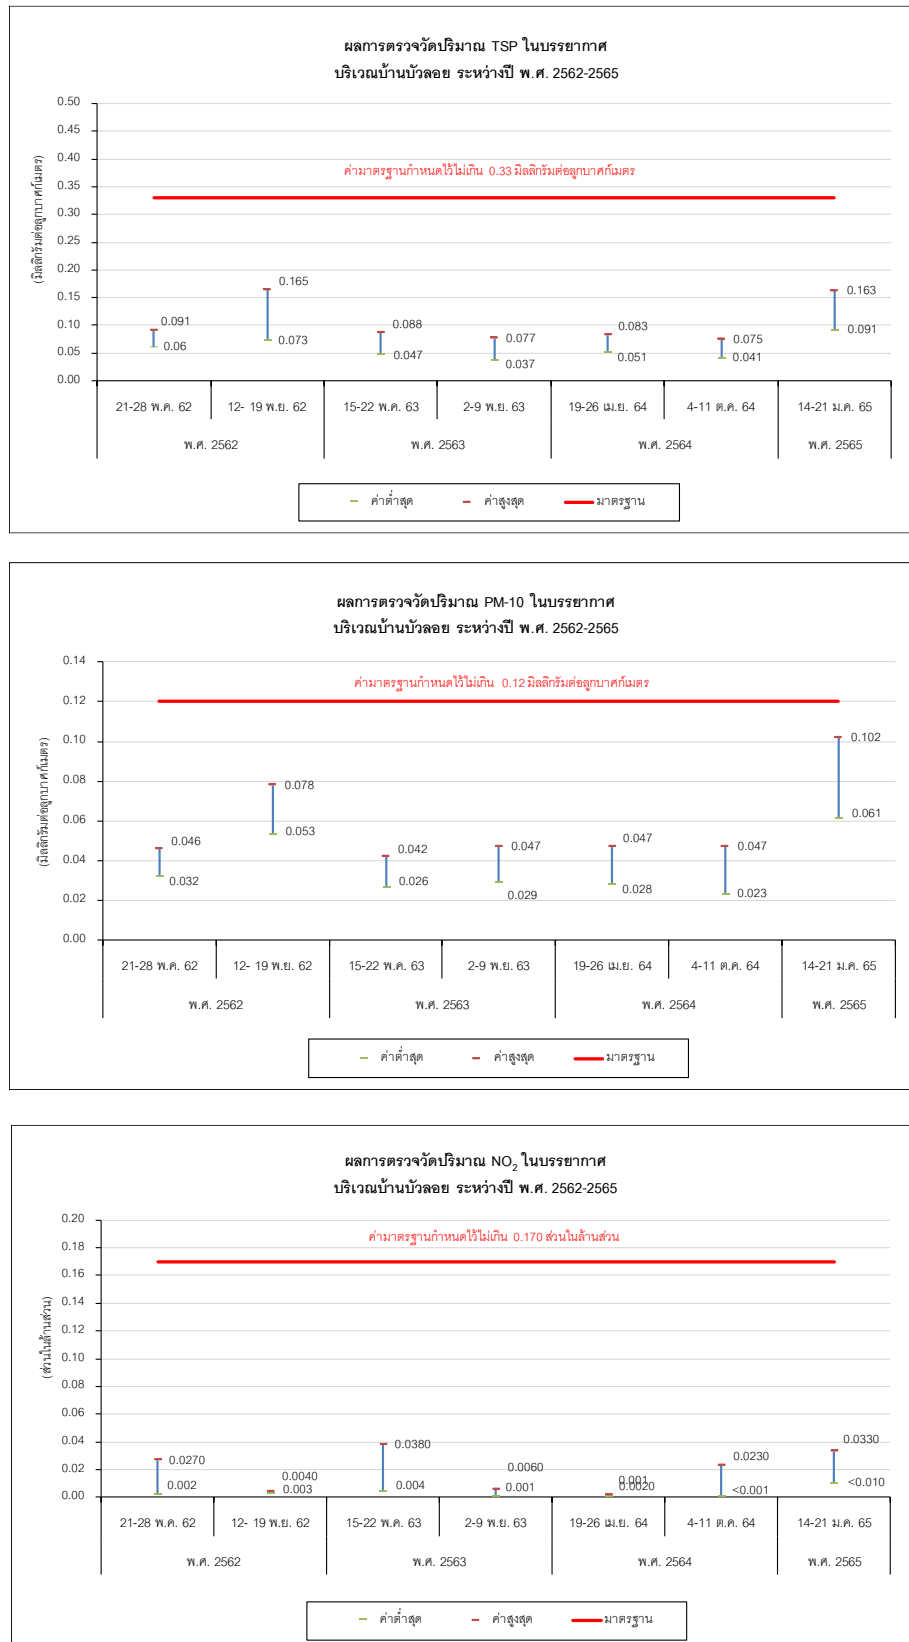 ผลการตรวจวัดปริมาณ TSP ในบรรยากาศ
บริเวณบ้านบัวลอย ระหว่างปี พ.ศ. 2562-2565
(มิลลิกรัมต่อลูกบาศก์เมตร)
0.50
0.45
0.40
0.35
0.30
0.25
0.20
0.15
0.10
0.05
0.00
ค่ามาตรฐานกำหนดไว้ไม่เกิน 0.33 มิลลิกรัมต่อลูกบาศก์เมตร
0.091 0.165 0.088 0.077 0.083 0.075 0.163
0.06 0.073 0.047 0.037 0.051 0.041 0.091
21-28 พ.ค. 62 12- 19 พ.ย. 62 15-22 พ.ค. 63 2-9 พ.ย. 63 19-26 เม.ย. 64 4-11 ต.ค. 64 14-21 ม.ค. 65
พ.ศ. 2562 พ.ศ. 2563 พ.ศ. 2564 พ.ศ. 2565
ค่าต่ำสุด ค่าสูงสุด มาตรฐาน
ผลการตรวจวัดปริมาณ PM-10 ในบรรยากาศ
บริเวณบ้านบัวลอย ระหว่างปี พ.ศ. 2562-2565
(มิลลิกรัมต่อลูกบาศก์เมตร)
0.14
0.12
0.10
0.08
0.06
0.04
0.02
0.00
ค่ามาตรฐานกำหนดไว้ไม่เกิน 0.12 มิลลิกรัมต่อลูกบาศก์เมตร
0.046 0.078 0.042 0.047 0.047 0.047 0.102
0.032 0.053 0.026 0.029 0.028 0.023 0.061
21-28 พ.ค. 62 12- 19 พ.ย. 62 15-22 พ.ค. 63 2-9 พ.ย. 63 19-26 เม.ย. 64 4-11 ต.ค. 64 14-21 ม.ค. 65
พ.ศ. 2562 พ.ศ. 2563 พ.ศ. 2564 พ.ศ. 2565
ค่าต่ำสุด ค่าสูงสุด มาตรฐาน
ผลการตรวจวัดปริมาณ NO₂ ในบรรยากาศ
บริเวณบ้านบัวลอย ระหว่างปี พ.ศ. 2562-2565
(ส่วนในล้านส่วน)
0.20
0.18
0.16
0.14
0.12
0.10
0.08
0.06
0.04
0.02
0.00
ค่ามาตรฐานกำหนดไว้ไม่เกิน 0.170 ส่วนในล้านส่วน
0.0270 0.0040 0.0380 0.0060 0.001 0.0230 0.0330
0.002 0.003 0.004 0.001 0.0020 <0.001 <0.010
21-28 พ.ค. 62 12- 19 พ.ย. 62 15-22 พ.ค. 63 2-9 พ.ย. 63 19-26 เม.ย. 64 4-11 ต.ค. 64 14-21 ม.ค. 65
พ.ศ. 2562 พ.ศ. 2563 พ.ศ. 2564 พ.ศ. 2565
ค่าต่ำสุด ค่าสูงสุด มาตรฐาน